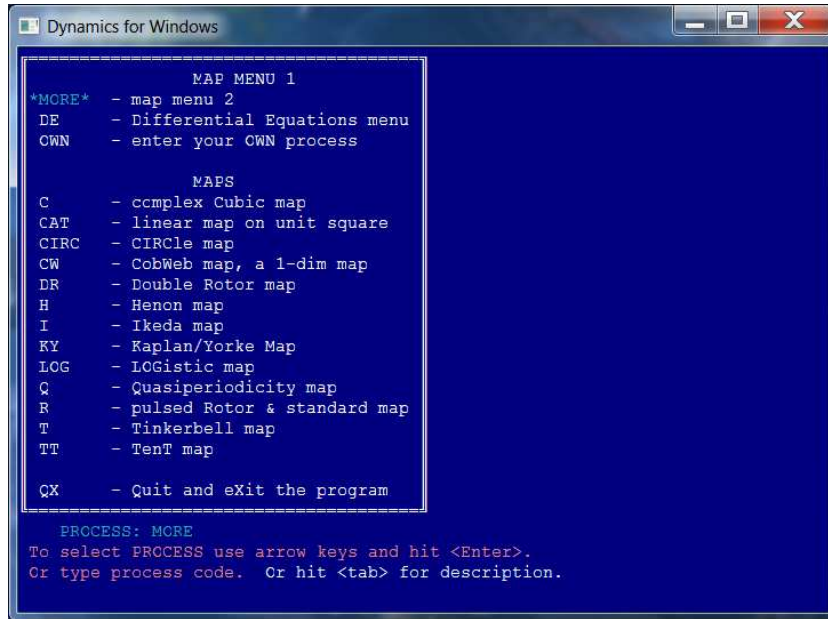 Dynamics for Windows
MAP MENU 1
*MORE* - map menu 2
DE - Differential Equations menu
OWN - enter your OWN process
MAPS
C - complex Cubic map
CAT - linear map on unit square
CIRC - CIRCle map
CW - CobWeb map, a 1-dim map
DR - Double Rotor map
H - Henon map
I - Ikeda map
KY - Kaplan/Yorke Map
LOG - LOGistic map
Q - Quasiperiodicity map
R - pulsed Rotor & standard map
T - Tinkerbell map
TT - TenT map
QX - Quit and eXit the program
PROCESS: MORE
To select PROCESS use arrow keys and hit <Enter>.
Or type process code. Or hit <tab> for description.